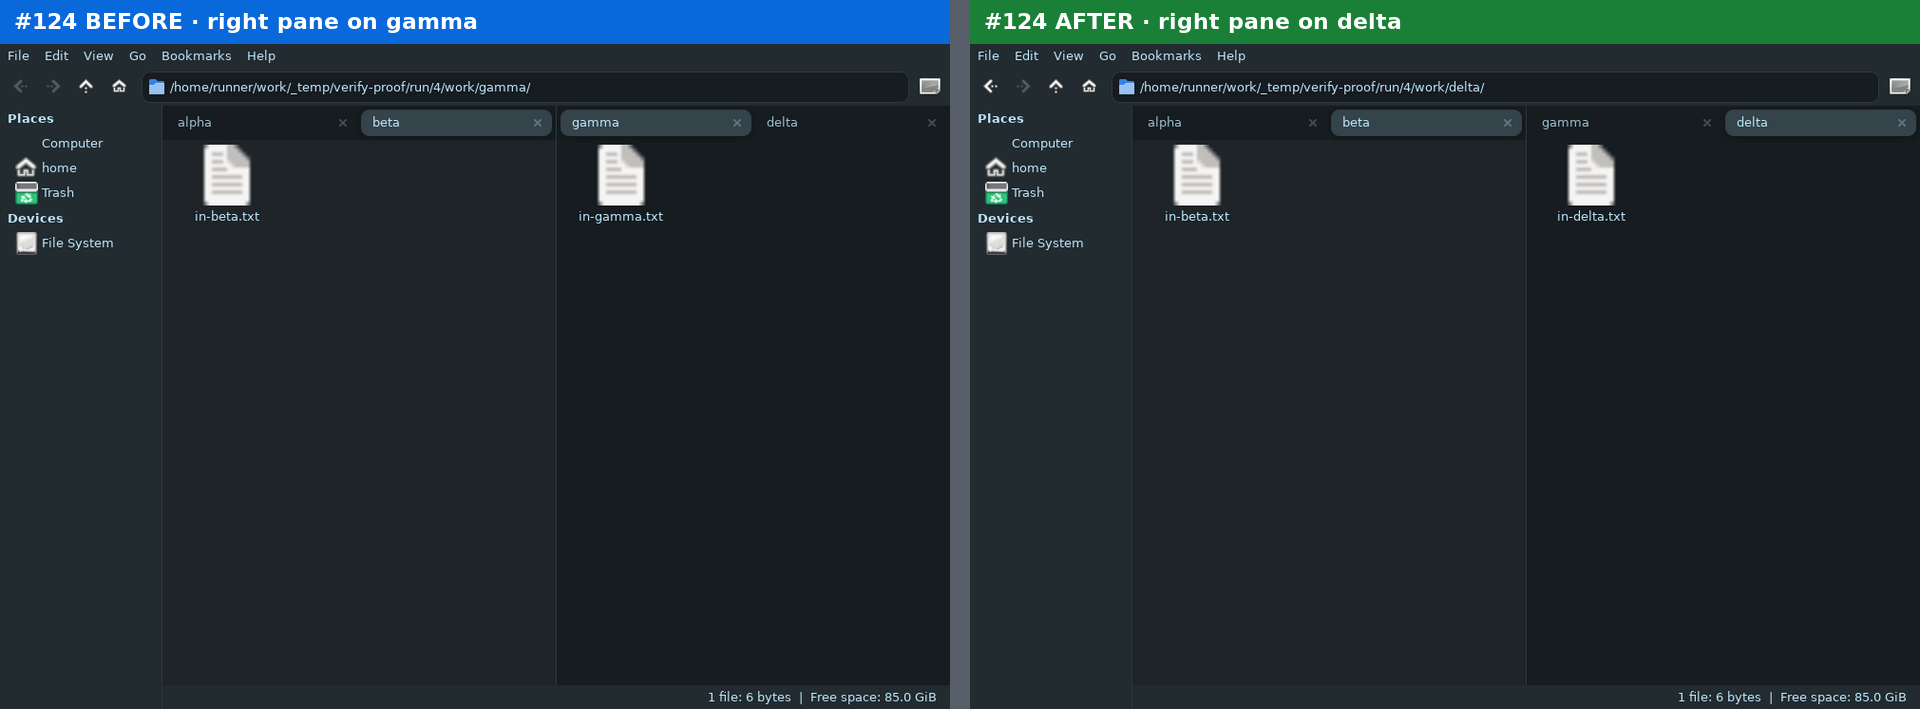 #124 BEFORE · right pane on gamma
File Edit View Go Bookmarks Help
/home/runner/work/_temp/verify-proof/run/4/work/gamma/
Places
Computer
home
Trash
Devices
File System
alpha
beta
gamma
delta
in-beta.txt
in-gamma.txt
1 file: 6 bytes | Free space: 85.0 GiB
#124 AFTER · right pane on delta
File Edit View Go Bookmarks Help
/home/runner/work/_temp/verify-proof/run/4/work/delta/
Places
Computer
home
Trash
Devices
File System
alpha
beta
gamma
delta
in-beta.txt
in-delta.txt
1 file: 6 bytes | Free space: 85.0 GiB